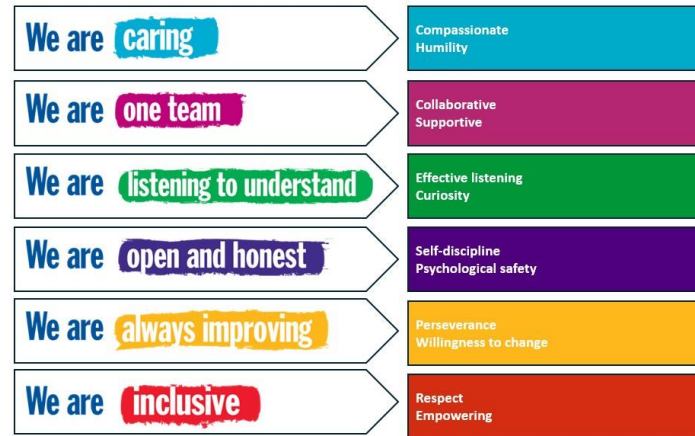 We are caring
Compassionate
Humility
We are one team
Collaborative
Supportive
We are listening to understand
Effective listening
Curiosity
We are open and honest
Self-discipline
Psychological safety
We are always improving
Perseverance
Willingness to change
We are inclusive
Respect
Empowering